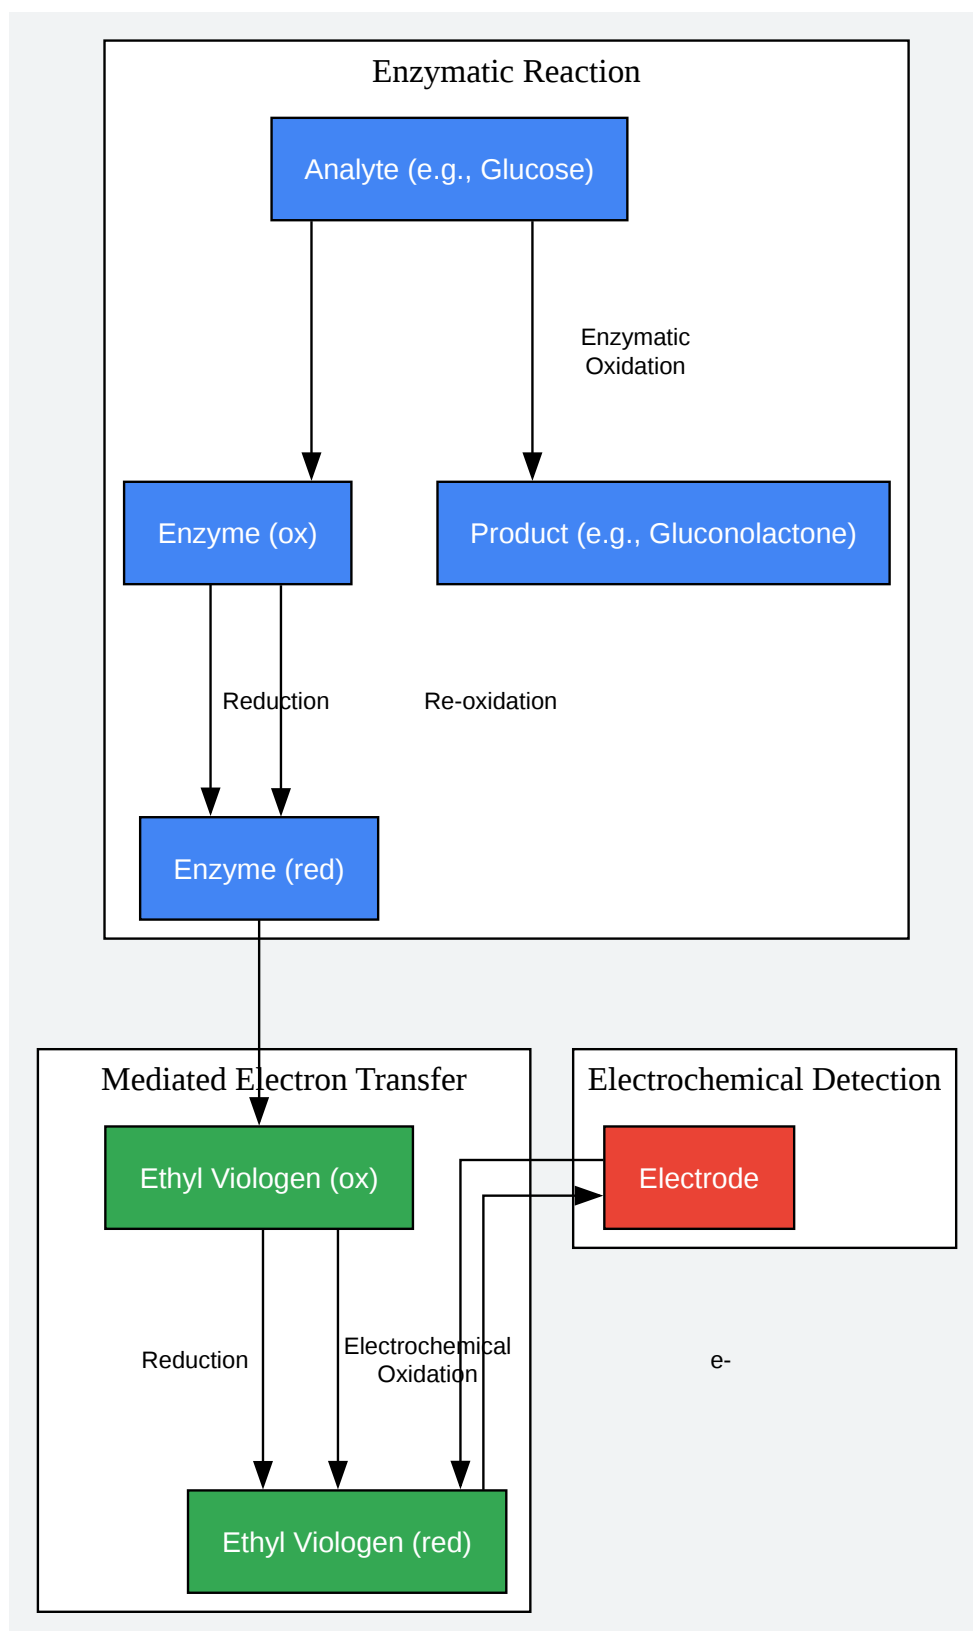 Enzymatic Reaction
Analyte (e.g., Glucose)
Enzymatic
Oxidation
Enzyme (ox)
Product (e.g., Gluconolactone)
Reduction
Re-oxidation
Enzyme (red)
Mediated Electron Transfer
Electrochemical Detection
Ethyl Viologen (ox)
Electrode
Reduction
Electrochemical
Oxidation
e-
Ethyl Viologen (red)